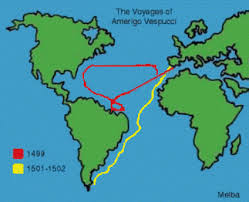 The Voyages of
Amerigo Vespucci
1499
1501-1502
Melba